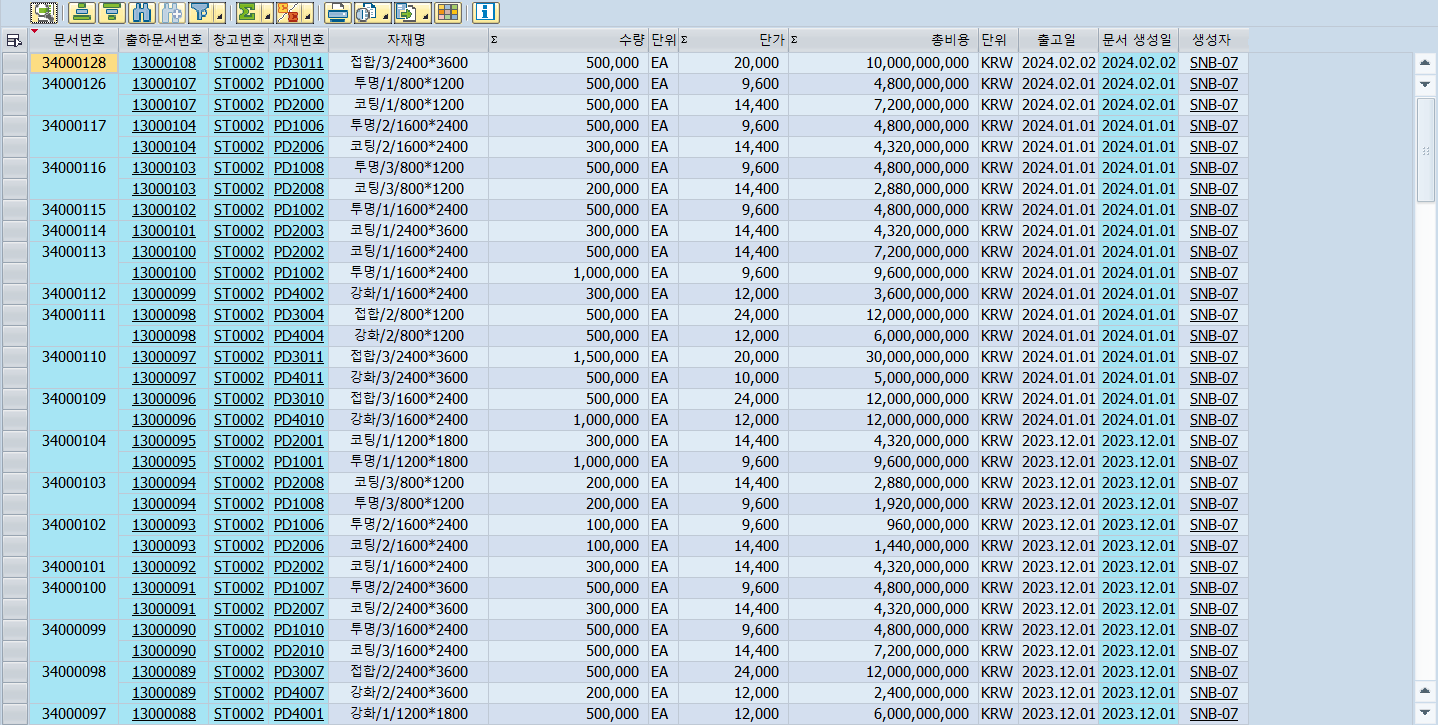 문서번호 출하문서번호 창고번호 자재번호 자재명 Σ 수량 단위 Σ 단가 Σ 총비용 단위 출고일 문서 생성일 생성자
34000128 13000108 ST0002 PD3011 접합/3/2400*3600 500,000 EA 20,000 10,000,000,000 KRW 2024.02.02 2024.02.02 SNB-07
34000126 13000107 ST0002 PD1000 투명/1/800*1200 500,000 EA 9,600 4,800,000,000 KRW 2024.02.01 2024.02.01 SNB-07
13000107 ST0002 PD2000 코팅/1/800*1200 500,000 EA 14,400 7,200,000,000 KRW 2024.02.01 2024.02.01 SNB-07
34000117 13000104 ST0002 PD1006 투명/2/1600*2400 500,000 EA 9,600 4,800,000,000 KRW 2024.01.01 2024.01.01 SNB-07
13000104 ST0002 PD2006 코팅/2/1600*2400 300,000 EA 14,400 4,320,000,000 KRW 2024.01.01 2024.01.01 SNB-07
34000116 13000103 ST0002 PD1008 투명/3/800*1200 500,000 EA 9,600 4,800,000,000 KRW 2024.01.01 2024.01.01 SNB-07
13000103 ST0002 PD2008 코팅/3/800*1200 200,000 EA 14,400 2,880,000,000 KRW 2024.01.01 2024.01.01 SNB-07
34000115 13000102 ST0002 PD1002 투명/1/1600*2400 500,000 EA 9,600 4,800,000,000 KRW 2024.01.01 2024.01.01 SNB-07
34000114 13000101 ST0002 PD2003 코팅/1/2400*3600 300,000 EA 14,400 4,320,000,000 KRW 2024.01.01 2024.01.01 SNB-07
34000113 13000100 ST0002 PD2002 코팅/1/1600*2400 500,000 EA 14,400 7,200,000,000 KRW 2024.01.01 2024.01.01 SNB-07
13000100 ST0002 PD1002 투명/1/1600*2400 1,000,000 EA 9,600 9,600,000,000 KRW 2024.01.01 2024.01.01 SNB-07
34000112 13000099 ST0002 PD4002 강화/1/1600*2400 300,000 EA 12,000 3,600,000,000 KRW 2024.01.01 2024.01.01 SNB-07
34000111 13000098 ST0002 PD3004 접합/2/800*1200 500,000 EA 24,000 12,000,000,000 KRW 2024.01.01 2024.01.01 SNB-07
13000098 ST0002 PD4004 강화/2/800*1200 500,000 EA 12,000 6,000,000,000 KRW 2024.01.01 2024.01.01 SNB-07
34000110 13000097 ST0002 PD3011 접합/3/2400*3600 1,500,000 EA 20,000 30,000,000,000 KRW 2024.01.01 2024.01.01 SNB-07
13000097 ST0002 PD4011 강화/3/2400*3600 500,000 EA 10,000 5,000,000,000 KRW 2024.01.01 2024.01.01 SNB-07
34000109 13000096 ST0002 PD3010 접합/3/1600*2400 500,000 EA 24,000 12,000,000,000 KRW 2024.01.01 2024.01.01 SNB-07
13000096 ST0002 PD4010 강화/3/1600*2400 1,000,000 EA 12,000 12,000,000,000 KRW 2024.01.01 2024.01.01 SNB-07
34000104 13000095 ST0002 PD2001 코팅/1/1200*1800 300,000 EA 14,400 4,320,000,000 KRW 2023.12.01 2023.12.01 SNB-07
13000095 ST0002 PD1001 투명/1/1200*1800 1,000,000 EA 9,600 9,600,000,000 KRW 2023.12.01 2023.12.01 SNB-07
34000103 13000094 ST0002 PD2008 코팅/3/800*1200 200,000 EA 14,400 2,880,000,000 KRW 2023.12.01 2023.12.01 SNB-07
13000094 ST0002 PD1008 투명/3/800*1200 200,000 EA 9,600 1,920,000,000 KRW 2023.12.01 2023.12.01 SNB-07
34000102 13000093 ST0002 PD1006 투명/2/1600*2400 100,000 EA 9,600 960,000,000 KRW 2023.12.01 2023.12.01 SNB-07
13000093 ST0002 PD2006 코팅/2/1600*2400 100,000 EA 14,400 1,440,000,000 KRW 2023.12.01 2023.12.01 SNB-07
34000101 13000092 ST0002 PD2002 코팅/1/1600*2400 300,000 EA 14,400 4,320,000,000 KRW 2023.12.01 2023.12.01 SNB-07
34000100 13000091 ST0002 PD1007 투명/2/2400*3600 500,000 EA 9,600 4,800,000,000 KRW 2023.12.01 2023.12.01 SNB-07
13000091 ST0002 PD2007 코팅/2/2400*3600 300,000 EA 14,400 4,320,000,000 KRW 2023.12.01 2023.12.01 SNB-07
34000099 13000090 ST0002 PD1010 투명/3/1600*2400 500,000 EA 9,600 4,800,000,000 KRW 2023.12.01 2023.12.01 SNB-07
13000090 ST0002 PD2010 코팅/3/1600*2400 500,000 EA 14,400 7,200,000,000 KRW 2023.12.01 2023.12.01 SNB-07
34000098 13000089 ST0002 PD3007 접합/2/2400*3600 500,000 EA 24,000 12,000,000,000 KRW 2023.12.01 2023.12.01 SNB-07
13000089 ST0002 PD4007 강화/2/2400*3600 200,000 EA 12,000 2,400,000,000 KRW 2023.12.01 2023.12.01 SNB-07
34000097 13000088 ST0002 PD4001 강화/1/1200*1800 500,000 EA 12,000 6,000,000,000 KRW 2023.12.01 2023.12.01 SNB-07